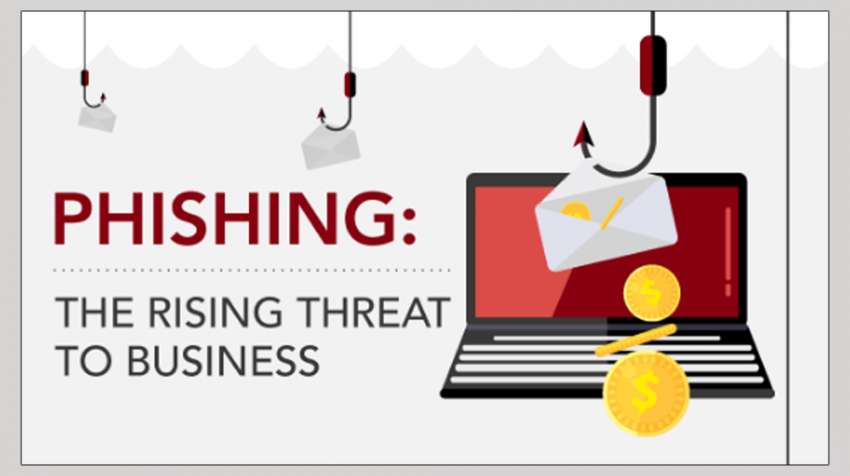 PHISHING:
THE RISING THREAT
TO BUSINESS
$
$